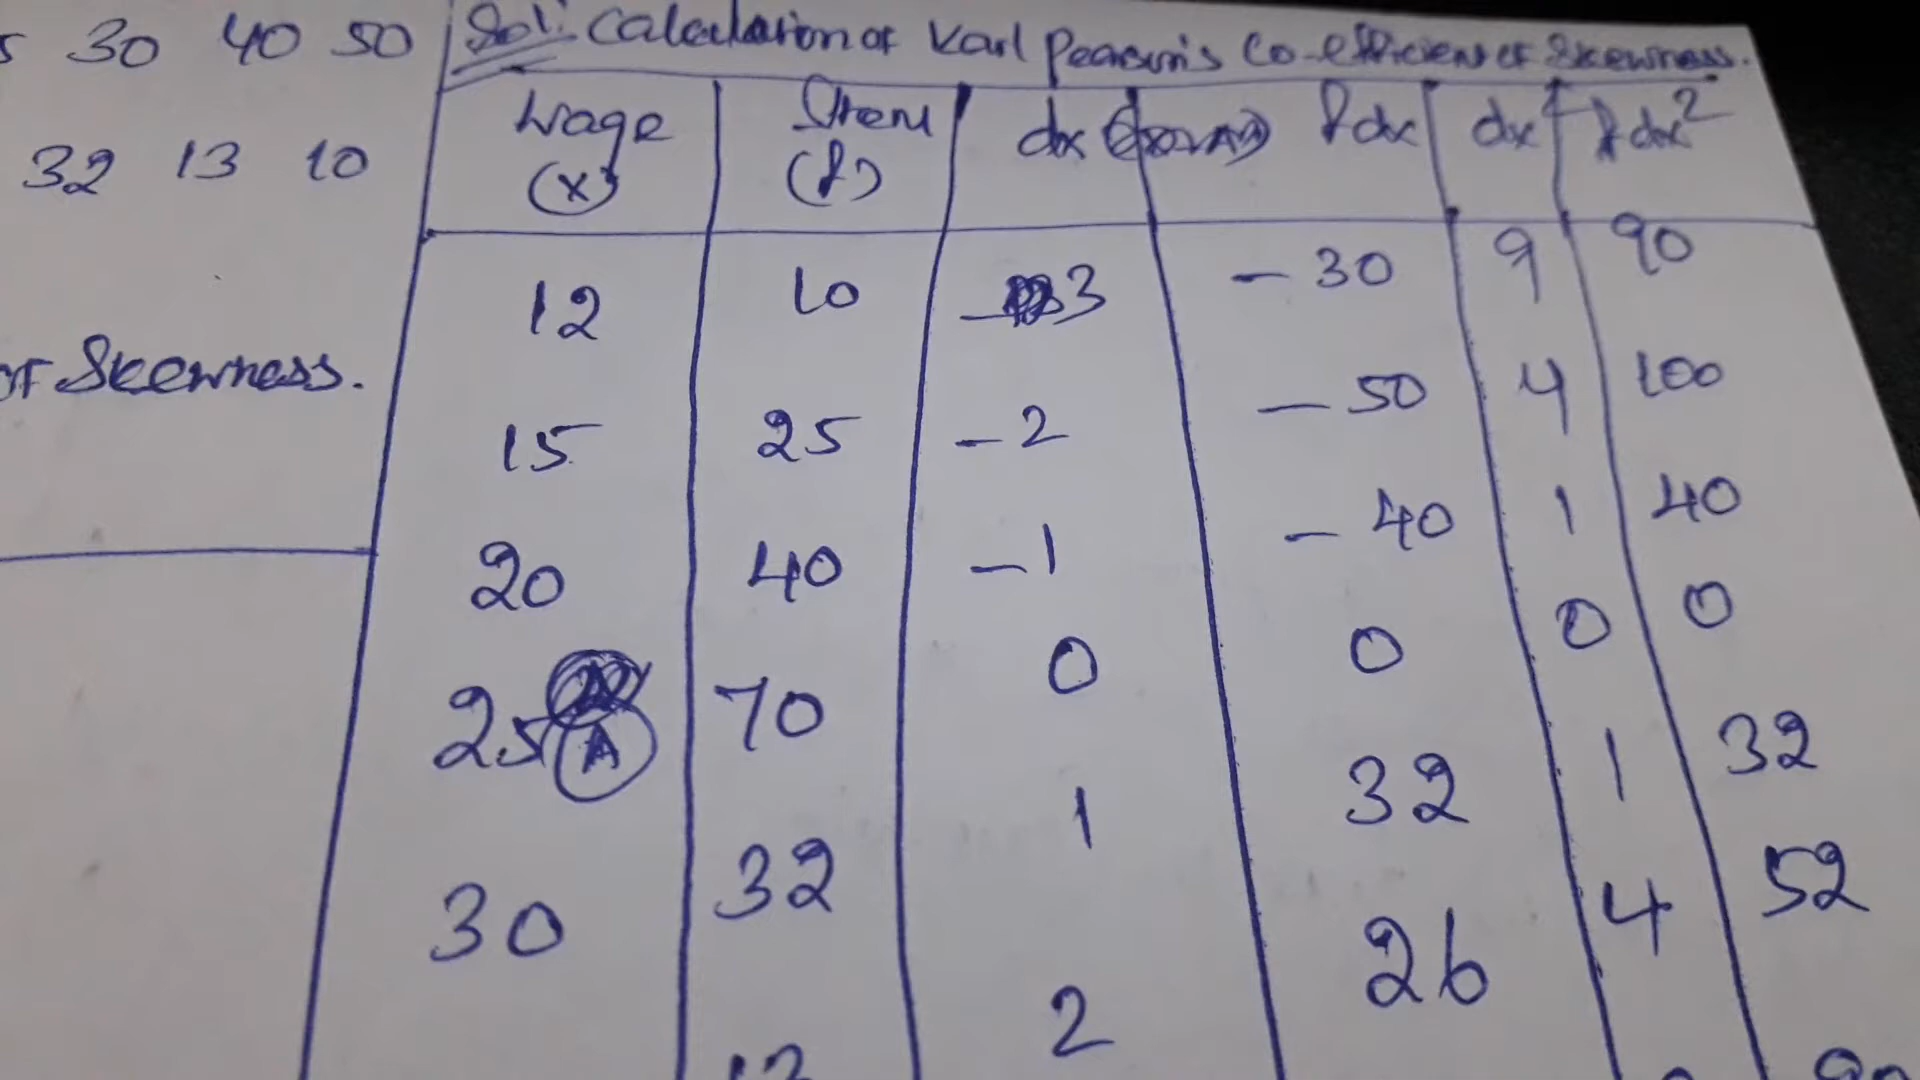 30 40 50
32 13 10
of Skewness.
Sol: Calculation of Karl Pearson's Co-efficient of Skewness.
Wage (x) (f) dx fdx dx² fdx²
12 10 -3 -30 9 90
15 25 -2 -50 4 100
20 40 -1 -40 1 40
25 A 70 0 0 0 0
30 32 1 32 1 32
2 26 4 52